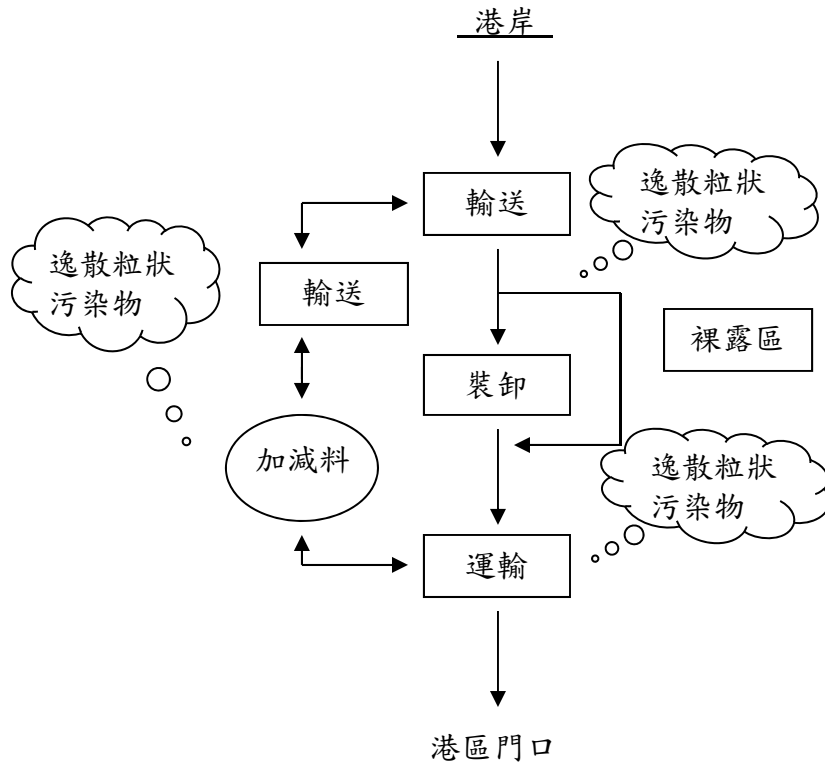 港岸
輸送
逸散粒狀
污染物
逸散粒狀
污染物
輸送
裸露區
裝卸
加減料
逸散粒狀
污染物
運輸
港區門口